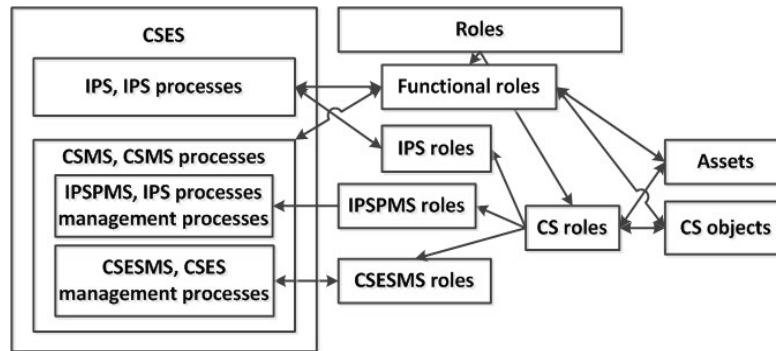 CSES
Roles
IPS, IPS processes
Functional roles
CSMS, CSMS processes
IPS roles
Assets
IPSPMS, IPS processes
management processes
IPSPMS roles
CS roles
CS objects
CSESMS, CSES
management processes
CSESMS roles